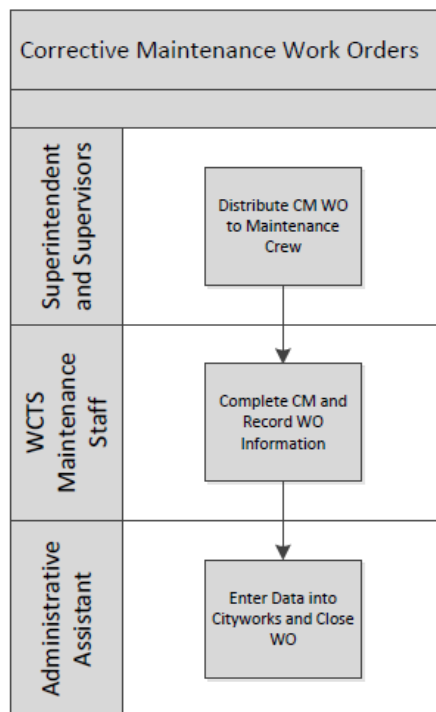 Corrective Maintenance Work Orders
Superintendent
and Supervisors
Distribute CM WO
to Maintenance
Crew
WCTS
Maintenance
Staff
Complete CM and
Record WO
Information
Administrative
Assistant
Enter Data into
Cityworks and Close
WO